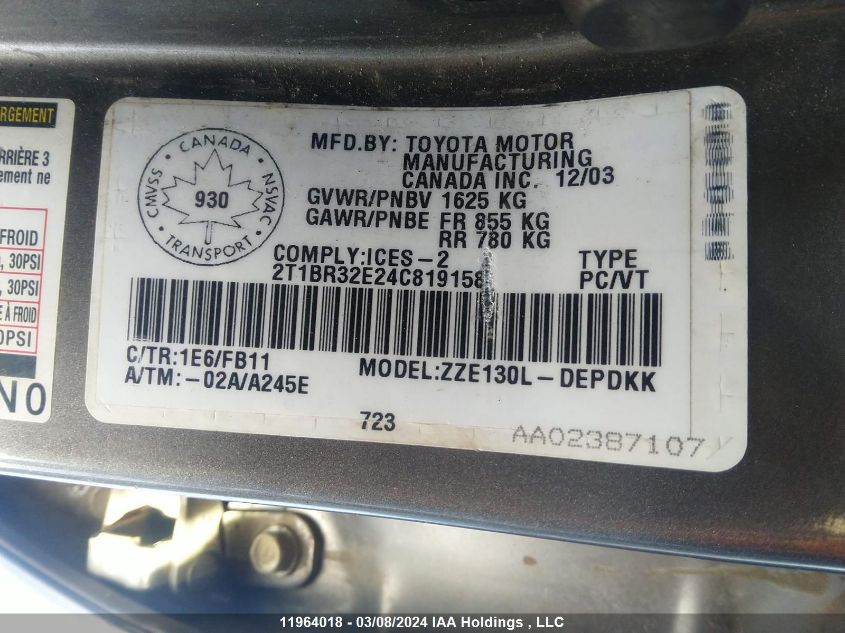 RGEMENT
RRIÈRE 3
ement ne
FROID
, 30PSI
, 30PSI
À FROID
0PSI
N0
CANADA
CMVSS
930
NSVAC
TRANSPORT
MFD.BY: TOYOTA MOTOR
MANUFACTURING
CANADA INC. 12/03
GVWR/PNBV 1625 KG
GAWR/PNBE FR 855 KG
RR 780 KG
COMPLY:ICES-2 TYPE
2T1BR32E24C819158 PC/VT
C/TR:1E6/FB11
A/TM:-02A/A245E
MODEL:ZZE130L-DEPDKK
723
AA02387107Y
11964018 - 03/08/2024 IAA Holdings , LLC